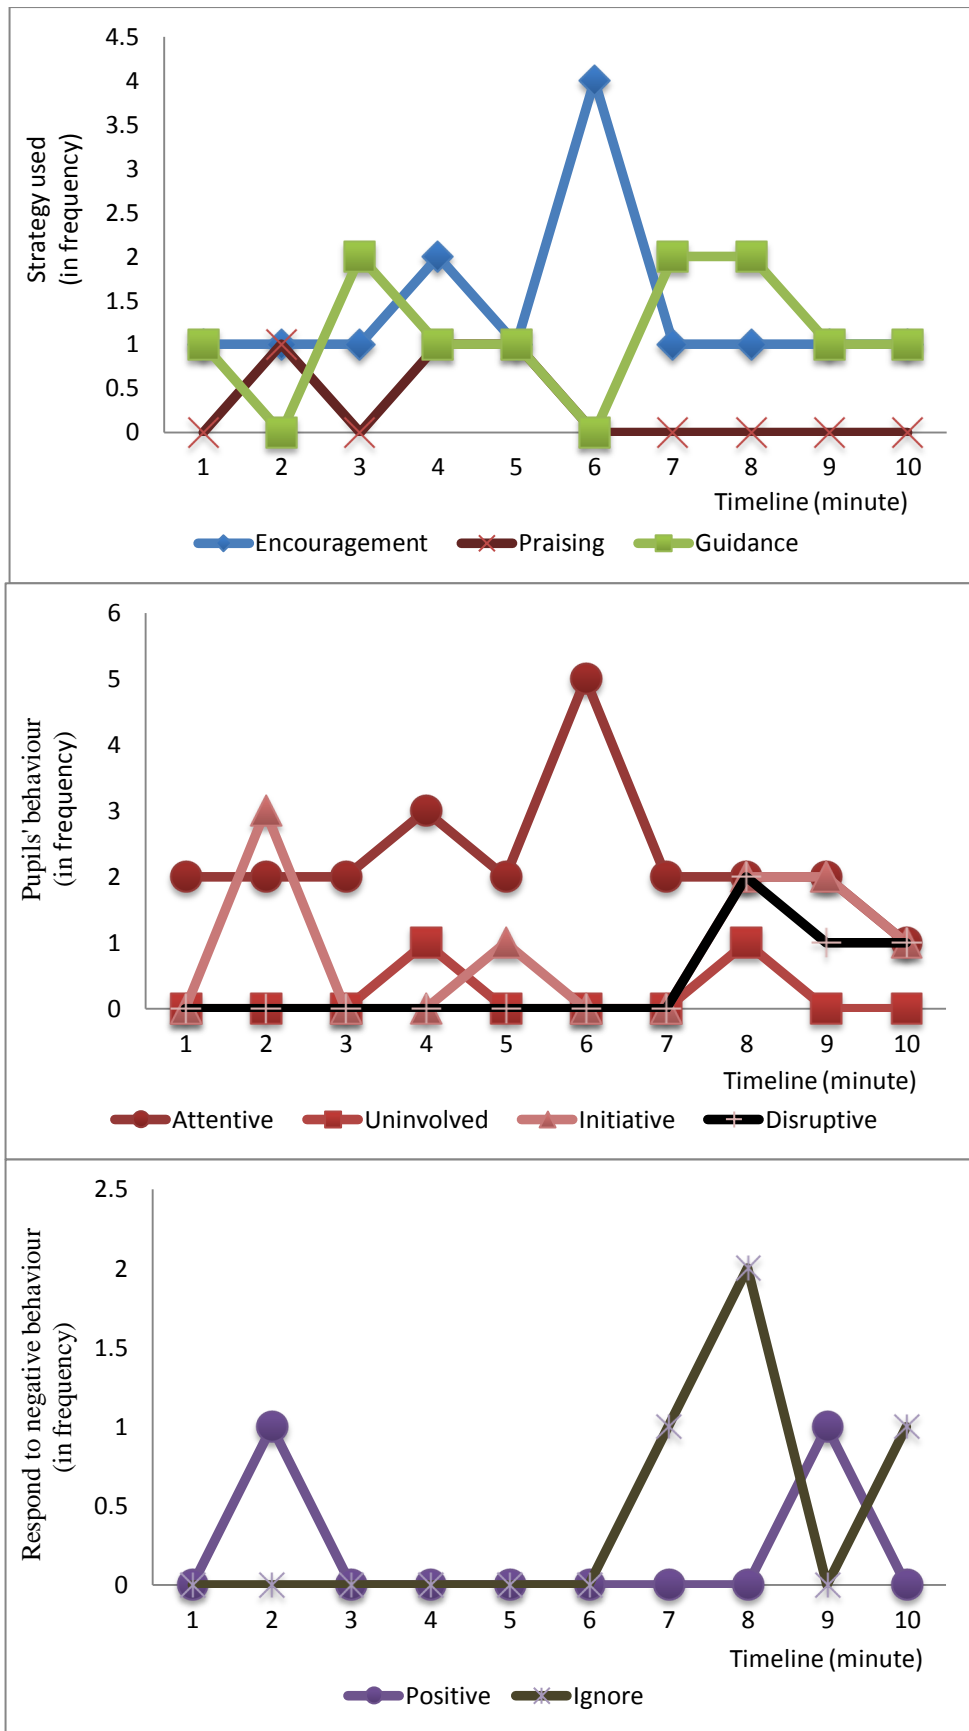 4.5
4
3.5
3
2.5
2
1.5
1
0.5
0
Strategy used
(in frequency)
1 2 3 4 5 6 7 8 9 10
Timeline (minute)
Encouragement Praising Guidance
6
5
4
3
2
1
0
Pupils' behaviour
(in frequency)
1 2 3 4 5 6 7 8 9 10
Timeline (minute)
Attentive Uninvolved Initiative Disruptive
2.5
2
1.5
1
0.5
0
Respond to negative behaviour
(in frequency)
1 2 3 4 5 6 7 8 9 10
Timeline (minute)
Positive Ignore